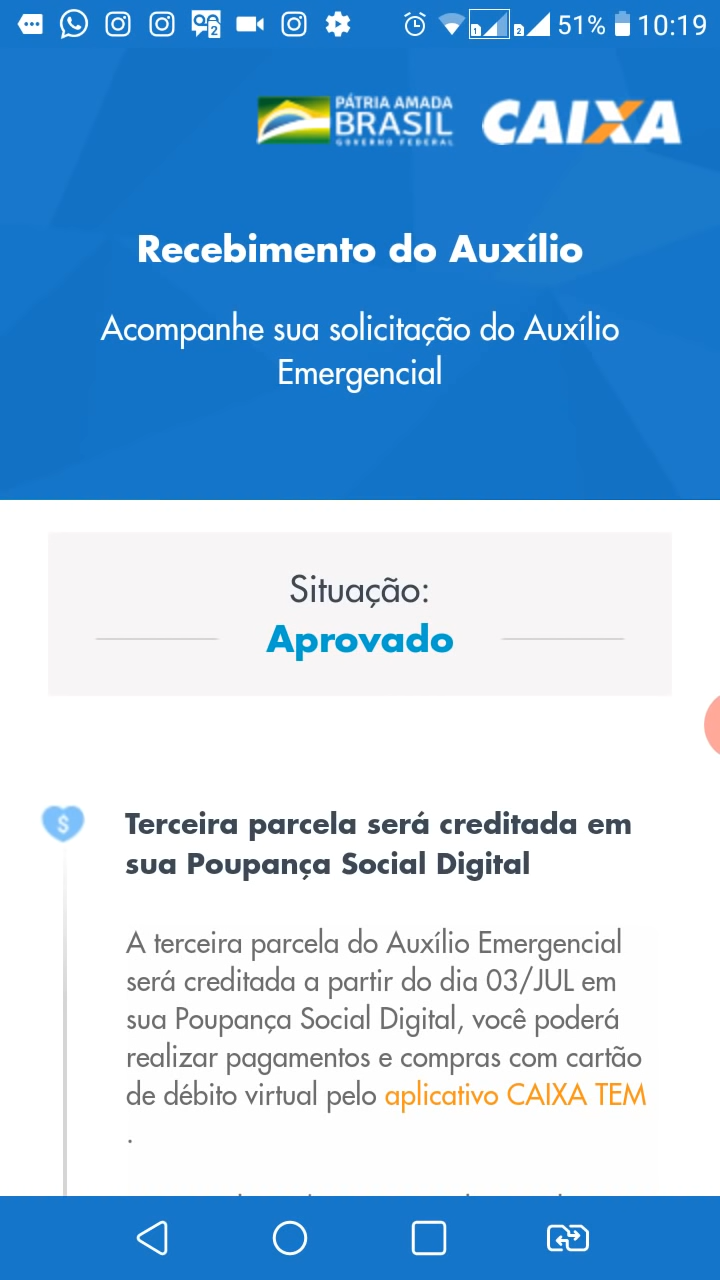 51% 10:19
PÁTRIA AMADA
BRASIL
GOVERNO FEDERAL
CAIXA
Recebimento do Auxílio
Acompanhe sua solicitação do Auxílio
Emergencial
Situação:
Aprovado
Terceira parcela será creditada em
sua Poupança Social Digital
A terceira parcela do Auxílio Emergencial
será creditada a partir do dia 03/JUL em
sua Poupança Social Digital, você poderá
realizar pagamentos e compras com cartão
de débito virtual pelo aplicativo CAIXA TEM
.